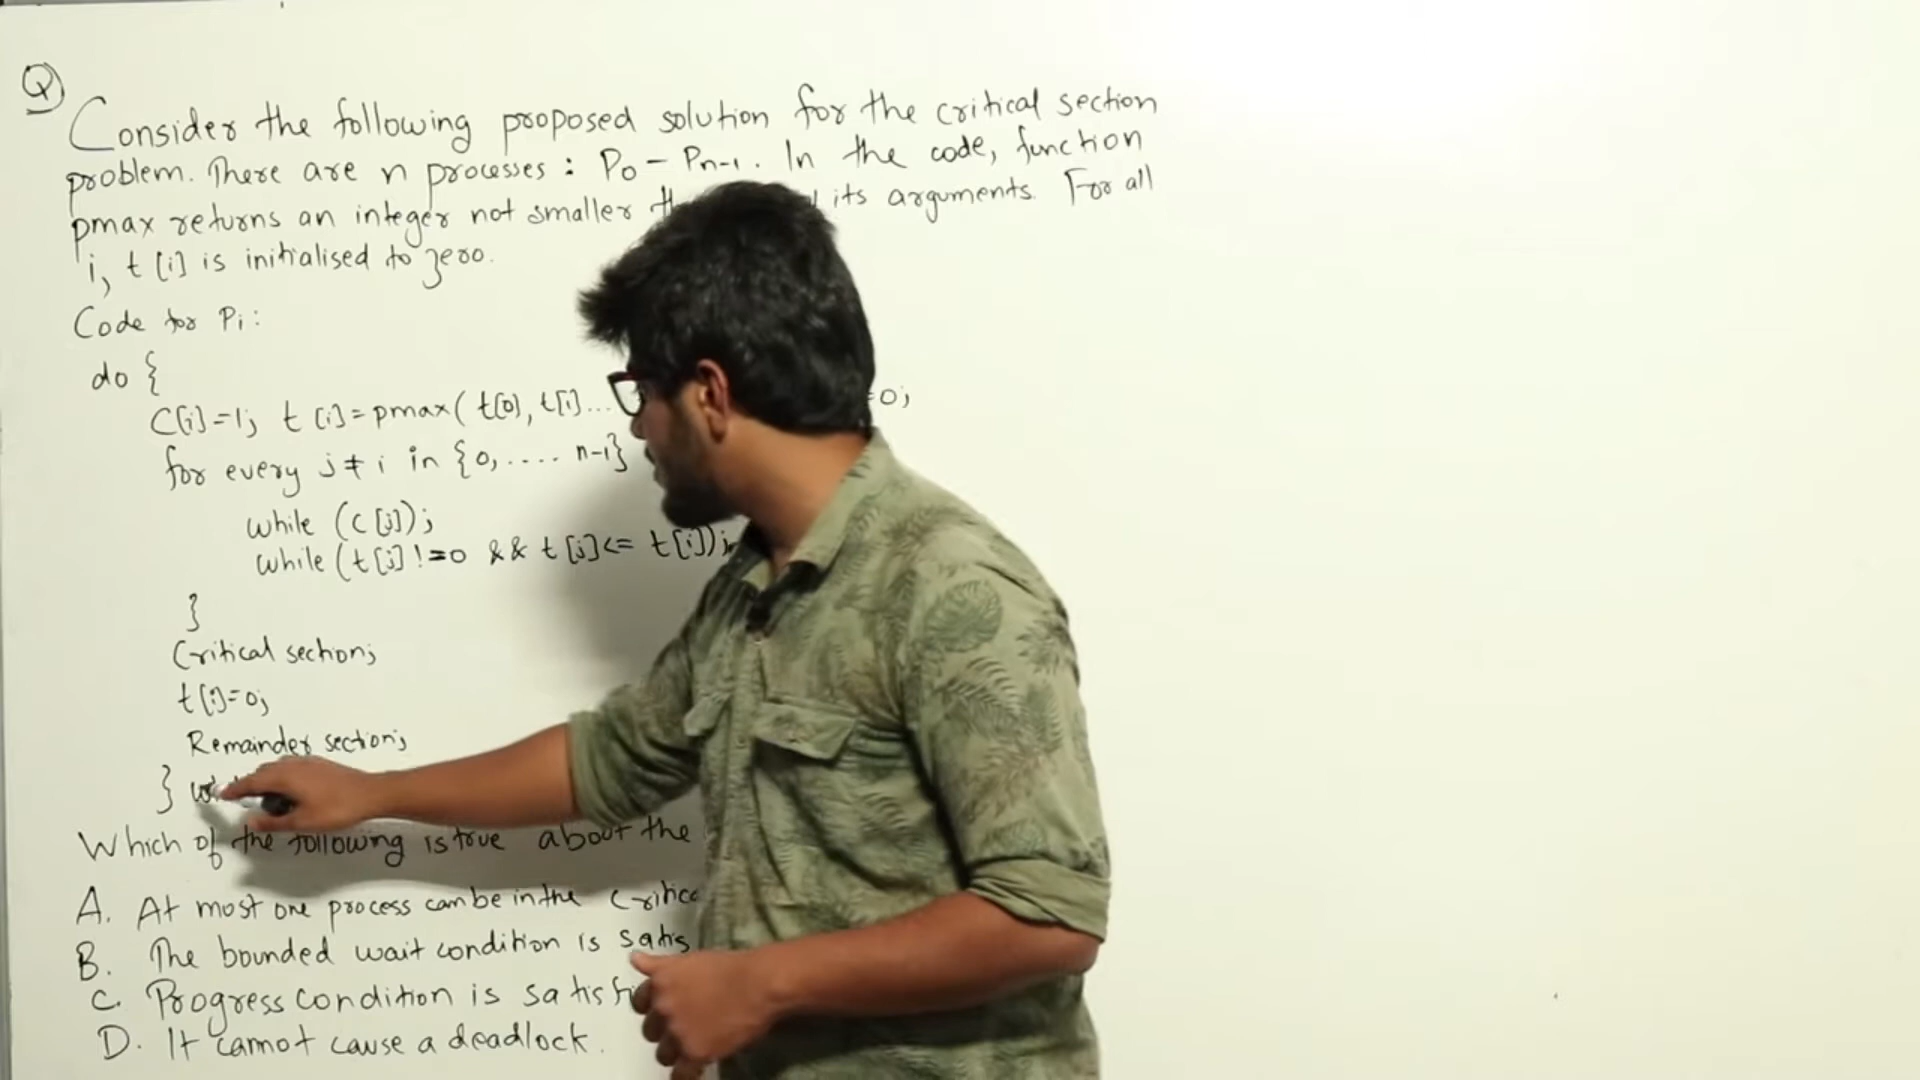 Q
Consider the following proposed solution for the critical section
problem. There are n processes : P0 - Pn-1. In the code, function
pmax returns an integer not smaller its arguments. For all
i, t[i] is initialised to zero.
Code for Pi:
do {
C[i]=1; t[i]=pmax( t[0], t[i]... =0;
for every j ≠ i in {0,.... n-1}
while (C[j]);
while (t[j] !=0 && t[j]<= t[i]);
}
Critical section;
t[i]=0;
Remainder section;
}
Which of the following is true about the
A. At most one process can be in the
B. The bounded wait condition is
C. Progress condition is
D. It cannot cause a deadlock.